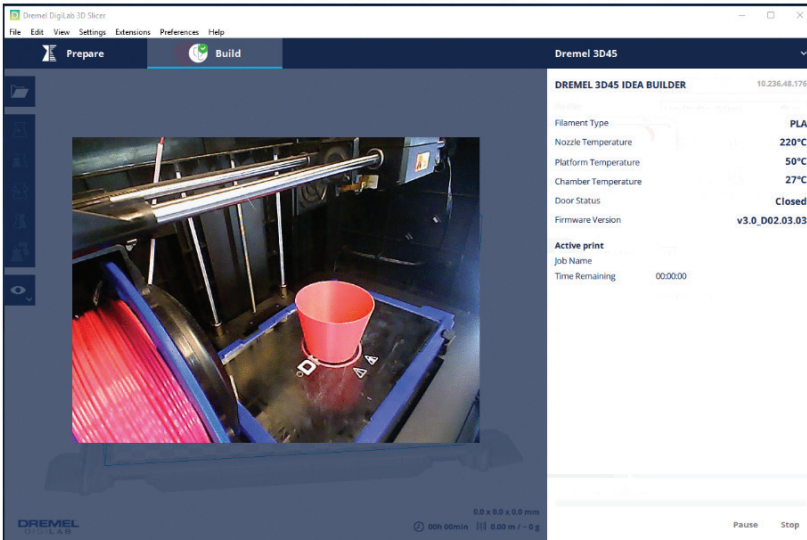 Dremel DigiLab 3D Slicer
File Edit View Settings Extensions Preferences Help
Prepare
Build
Dremel 3D45
DREMEL 3D45 IDEA BUILDER 10.236.48.176
Filament Type PLA
Nozzle Temperature 220°C
Platform Temperature 50°C
Chamber Temperature 27°C
Door Status Closed
Firmware Version v3.0_D02.03.03
Active print
Job Name
Time Remaining 00:00:00
0.0 x 0.0 x 0.0 mm
00h 00min 0.00 m / ~ 0 g
DREMEL
DIGILAB
Pause Stop